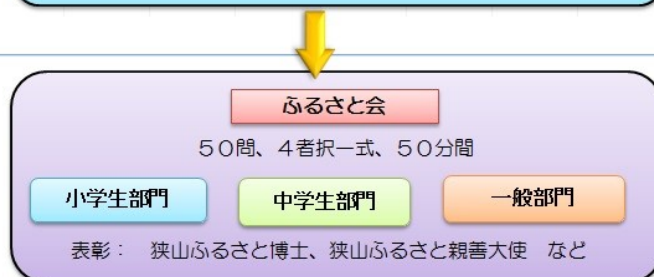 ふるさと会
５０問、４者択一式、５０分間
小学生部門 中学生部門 一般部門
表彰： 狭山ふるさと博士、狭山ふるさと親善大使 など